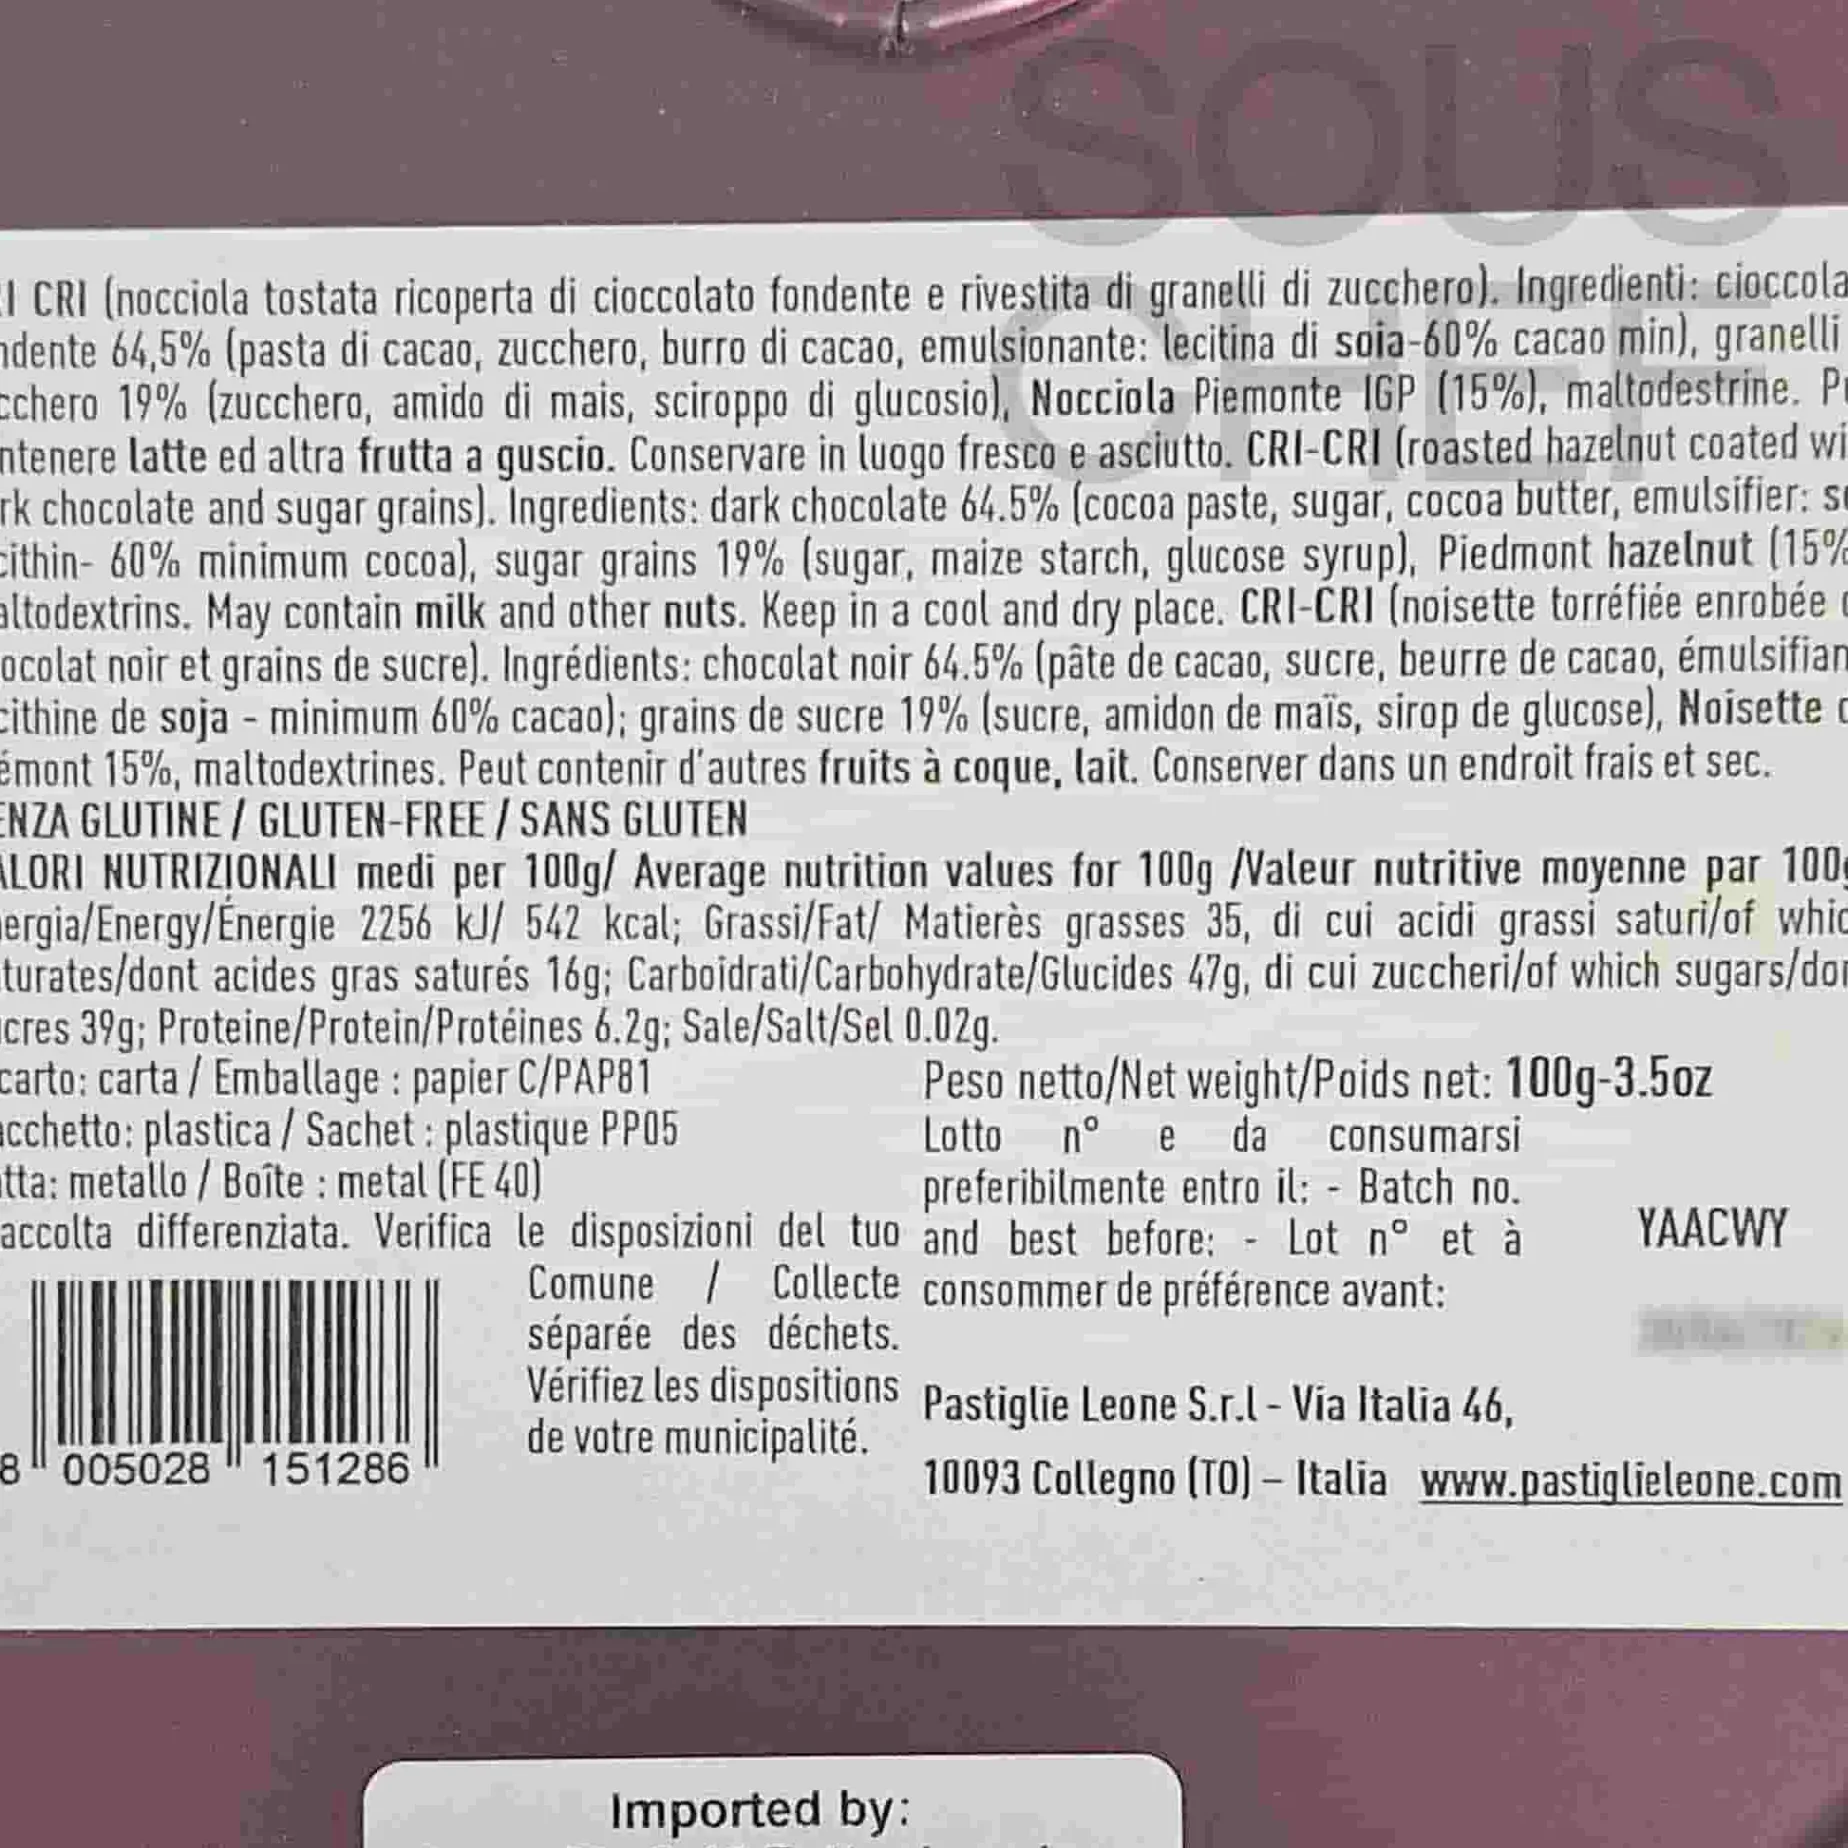 SOUS
CHEF
I CRI (nocciola tostata ricoperta di cioccolato fondente e rivestita di granelli di zucchero). Ingredienti: cioccola
ndente 64,5% (pasta di cacao, zucchero, burro di cacao, emulsionante: lecitina di soia-60% cacao min), granelli
cchero 19% (zucchero, amido di mais, sciroppo di glucosio), Nocciola Piemonte IGP (15%), maltodestrine. Pu
ntenere latte ed altra frutta a guscio. Conservare in luogo fresco e asciutto. CRI-CRI (roasted hazelnut coated wi
rk chocolate and sugar grains). Ingredients: dark chocolate 64.5% (cocoa paste, sugar, cocoa butter, emulsifier: so
cithin- 60% minimum cocoa), sugar grains 19% (sugar, maize starch, glucose syrup), Piedmont hazelnut (15%
altodextrins. May contain milk and other nuts. Keep in a cool and dry place. CRI-CRI (noisette torréfiée enrobée
ocolat noir et grains de sucre). Ingrédients: chocolat noir 64.5% (pâte de cacao, sucre, beurre de cacao, émulsifian
cithine de soja - minimum 60% cacao); grains de sucre 19% (sucre, amidon de maïs, sirop de glucose), Noisette
émont 15%, maltodextrines. Peut contenir d'autres fruits à coque, lait. Conserver dans un endroit frais et sec.
ENZA GLUTINE / GLUTEN-FREE / SANS GLUTEN
ALORI NUTRIZIONALI medi per 100g/ Average nutrition values for 100g /Valeur nutritive moyenne par 100g
ergia/Energy/Énergie 2256 kJ/ 542 kcal; Grassi/Fat/ Matierès grasses 35, di cui acidi grassi saturi/of whic
turates/dont acides gras saturés 16g; Carboidrati/Carbohydrate/Glucides 47g, di cui zuccheri/of which sugars/don
cres 39g; Proteine/Protein/Protéines 6.2g; Sale/Salt/Sel 0.02g.
carto: carta / Emballage : papier C/PAP81
acchetto: plastica / Sachet : plastique PP05
atta: metallo / Boîte : metal (FE 40)
accolta differenziata. Verifica le disposizioni del tuo
Comune / Collecte
séparée des déchets.
Vérifiez les dispositions
de votre municipalité.
8 005028 151286
Peso netto/Net weight/Poids net: 100g-3.5oz
Lotto n° e da consumarsi
preferibilmente entro il: - Batch no.
and best before: - Lot n° et à
consommer de préférence avant:
YAACWY
Pastiglie Leone S.r.l - Via Italia 46,
10093 Collegno (TO) – Italia www.pastiglieleone.com
Imported by: